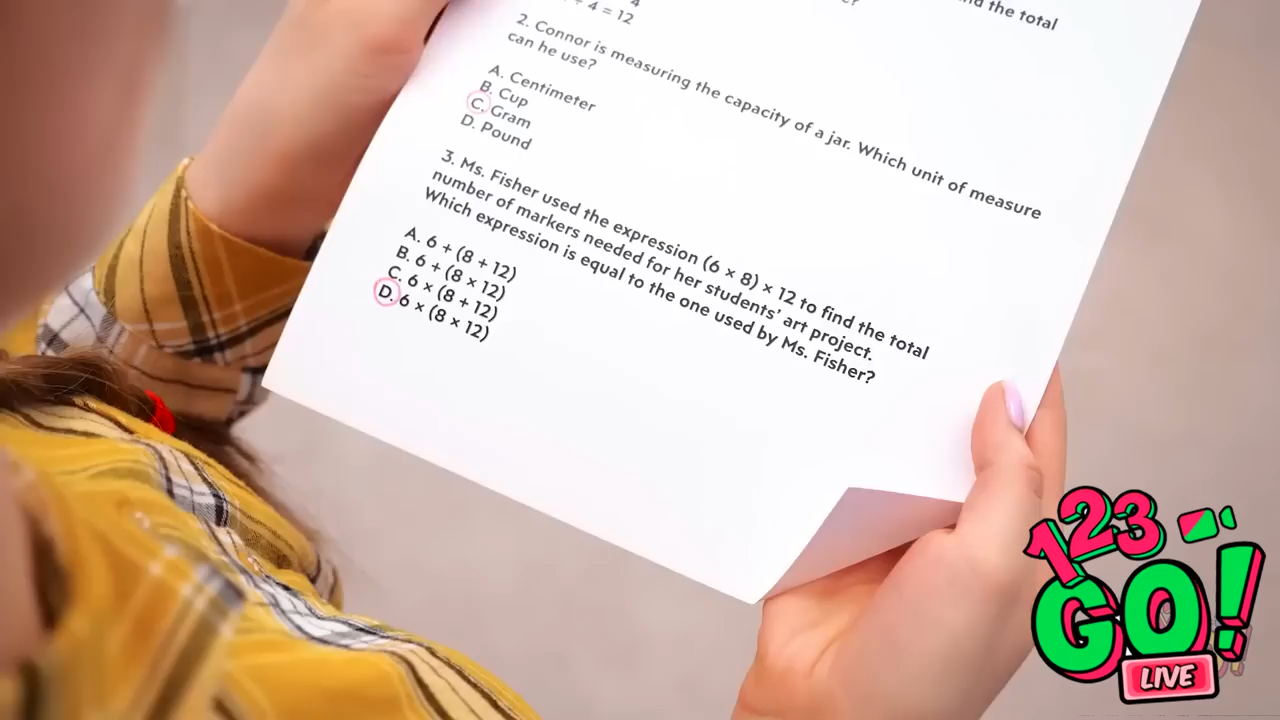 nd the total
+ 4 = 12
2. Connor is measuring the capacity of a jar. Which unit of measure
can he use?
A. Centimeter
B. Cup
C. Gram
D. Pound
3. Ms. Fisher used the expression (6 × 8) × 12 to find the total
number of markers needed for her students' art project.
Which expression is equal to the one used by Ms. Fisher?
A. 6 + (8 + 12)
B. 6 + (8 × 12)
C. 6 × (8 + 12)
D. 6 × (8 × 12)
123
GO!
LIVE